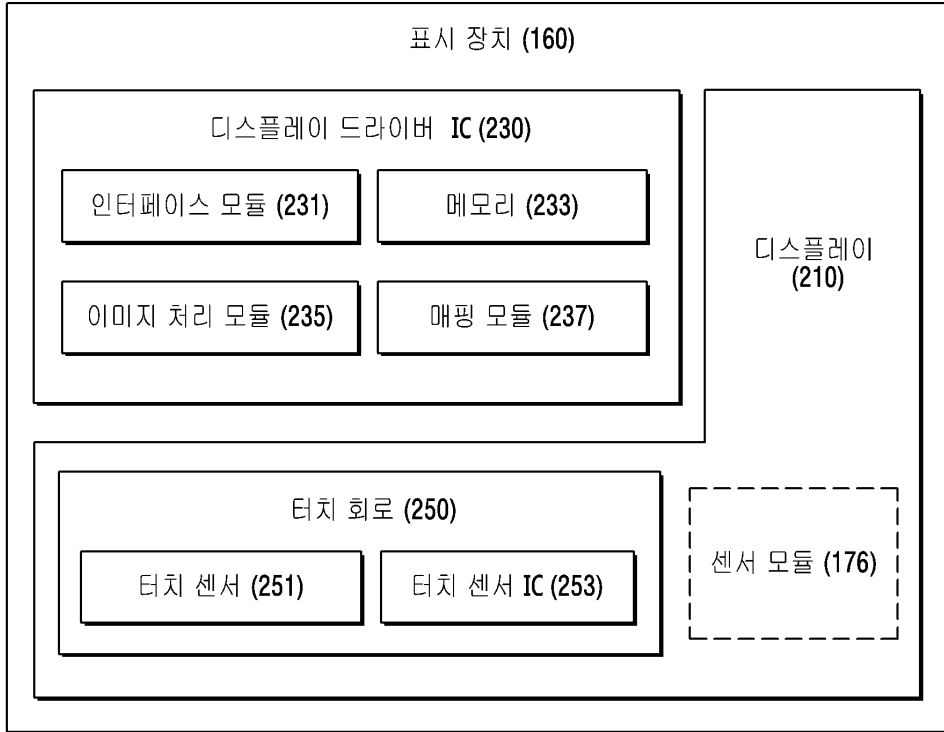 표시 장치 (160)
디스플레이 드라이버 IC (230)
인터페이스 모듈 (231)
메모리 (233)
이미지 처리 모듈 (235)
매핑 모듈 (237)
디스플레이
(210)
터치 회로 (250)
터치 센서 (251)
터치 센서 IC (253)
센서 모듈 (176)